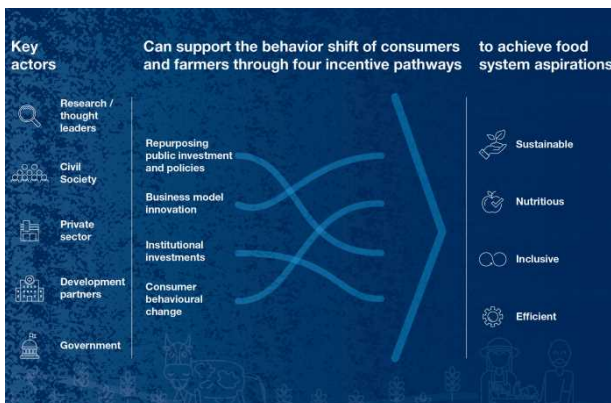 Key
actors
Can support the behavior shift of consumers
and farmers through four incentive pathways
to achieve food
system aspirations
Research /
thought
leaders
Civil
Society
Private
sector
Development
partners
Government
Repurposing
public investment
and policies
Business model
innovation
Institutional
investments
Consumer
behavioural
change
Sustainable
Nutritious
Inclusive
Efficient